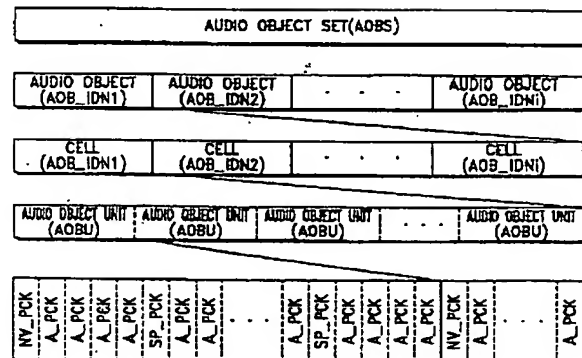 AUDIO OBJECT SET(AOBS)
AUDIO OBJECT (AOB_IDN1) AUDIO OBJECT (AOB_IDN2) . . . AUDIO OBJECT (AOB_IDNi)
CELL (AOB_IDN1) CELL (AOB_IDN2) . . . CELL (AOB_IDNi)
AUDIO OBJECT UNIT (AOBU) AUDIO OBJECT UNIT (AOBU) AUDIO OBJECT UNIT (AOBU) . . . AUDIO OBJECT UNIT (AOBU)
NV_PCK A_PCK A_PCK A_PCK A_PCK SP_PCK A_PCK A_PCK . . . A_PCK SP_PCK A_PCK A_PCK A_PCK A_PCK NV_PCK A_PCK . . . A_PCK